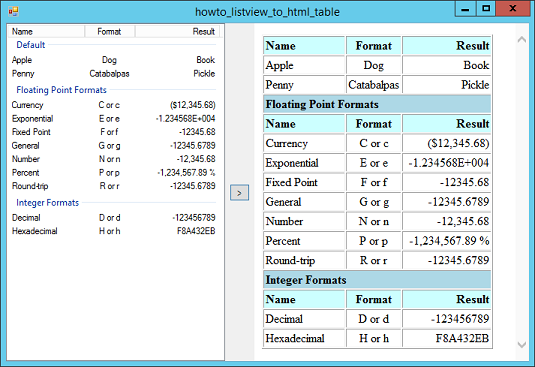 howto_listview_to_html_table
Name Format Result
Default
Apple Dog Book
Penny Catabalpas Pickle
Floating Point Formats
Currency C or c ($12,345.68)
Exponential E or e -1.234568E+004
Fixed Point F or f -12345.68
General G or g -12345.6789
Number N or n -12,345.68
Percent P or p -1,234,567.89 %
Round-trip R or r -12345.6789
Integer Formats
Decimal D or d -123456789
Hexadecimal H or h F8A432EB
>
Name Format Result
Apple Dog Book
Penny Catabalpas Pickle
Floating Point Formats
Name Format Result
Currency C or c ($12,345.68)
Exponential E or e -1.234568E+004
Fixed Point F or f -12345.68
General G or g -12345.6789
Number N or n -12,345.68
Percent P or p -1,234,567.89 %
Round-trip R or r -12345.6789
Integer Formats
Name Format Result
Decimal D or d -123456789
Hexadecimal H or h F8A432EB